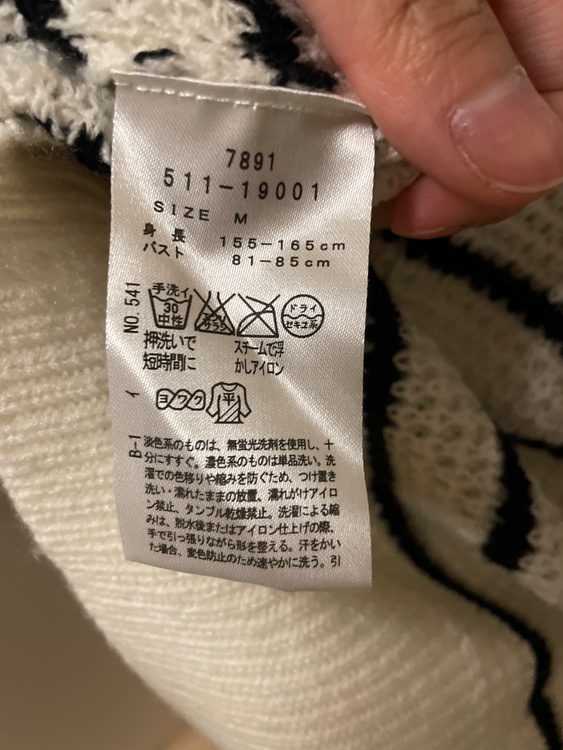 7891
511-19001
SIZE M
身長 155-165cm
バスト 81-85cm
NO.541
手洗イ
30
中性
エンソ
サラシ
ドライ
セキユ系
押洗いで
短時間に
スチームで浮
かしアイロン
イ
ヨワク
平
B-1
淡色系のものは、無蛍光洗剤を使用し、十
分にすすぐ。濃色系のものは単品洗い。洗
濯での色移りや縮みを防ぐため、つけ置き
洗い・濡れたままの放置、濡れがけアイロ
ン禁止、タンブル乾燥禁止。洗濯による縮
みは、脱水後またはアイロン仕上げの際、
手で引っ張りながら形を整える。汗をかい
た場合、変色防止のため速やかに洗う。引